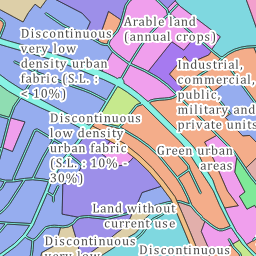 Discontinuous
very low
density urban
fabric (S.L. :
< 10%)
Arable land
(annual crops)
Industrial,
commercial,
public,
military and
private units
Discontinuous
low density
urban fabric
(S.L. : 10% -
30%)
Green urban
areas
Land without
current use
Discontinuous
very low
Discontinuous